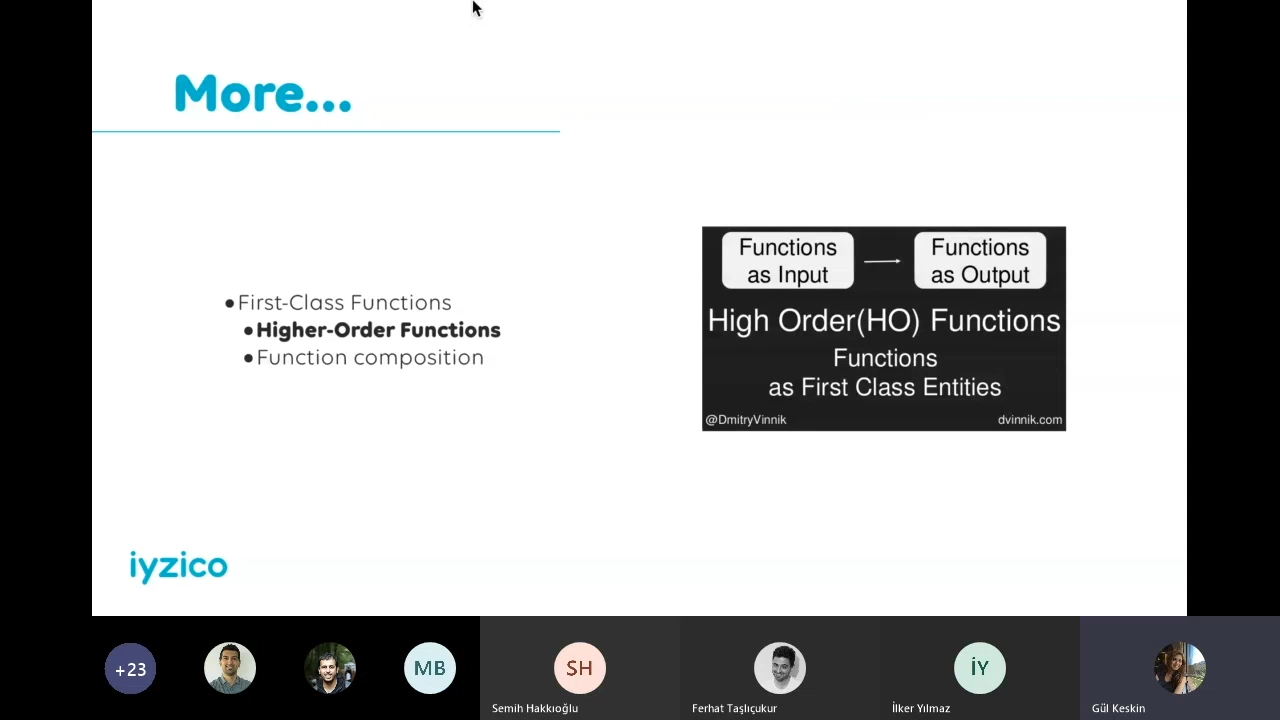 More...
●First-Class Functions
●Higher-Order Functions
●Function composition
Functions
as Input
Functions
as Output
High Order(HO) Functions
Functions
as First Class Entities
@DmitryVinnik
dvinnik.com
iyzico
+23
MB
SH
İY
Semih Hakkıoğlu
Ferhat Taşlıçukur
İlker Yılmaz
Gül Keskin